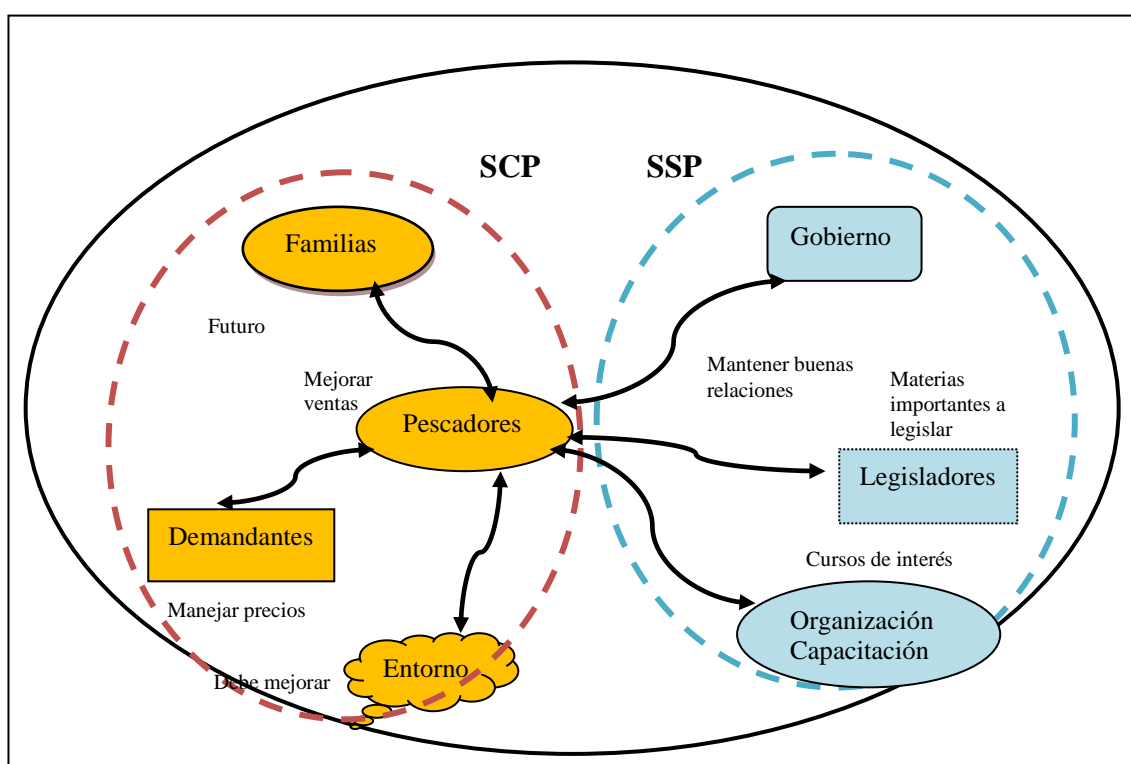 SCP
SSP
Familias
Gobierno
Futuro
Mantener buenas
relaciones
Mejorar
ventas
Materias
importantes a
legislar
Pescadores
Legisladores
Demandantes
Cursos de interés
Manejar precios
Organización
Capacitación
Entorno
Debe mejorar